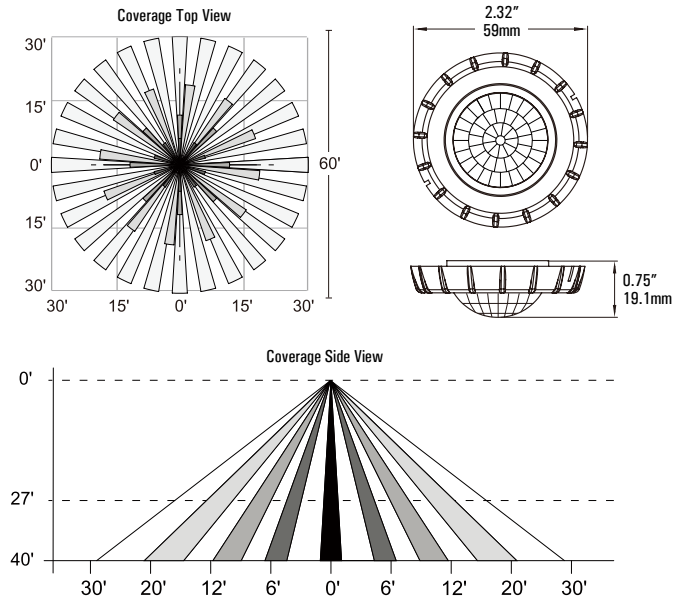 Coverage Top View
30'
15'
0'
15'
30'
30' 15' 0' 15' 30'
60'
2.32"
59mm
0.75"
19.1mm
Coverage Side View
0'
27'
40'
30' 20' 12' 6' 0' 6' 12' 20' 30'